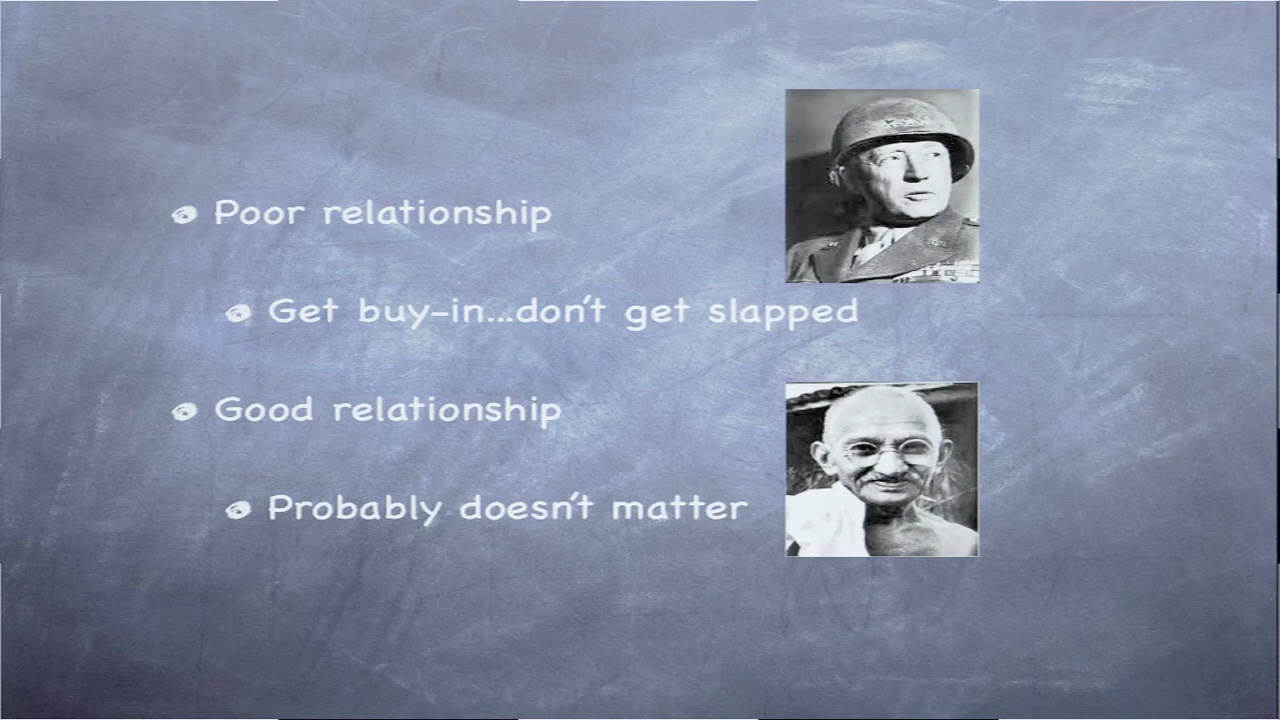 Poor relationship
Get buy-in...don't get slapped
Good relationship
Probably doesn't matter